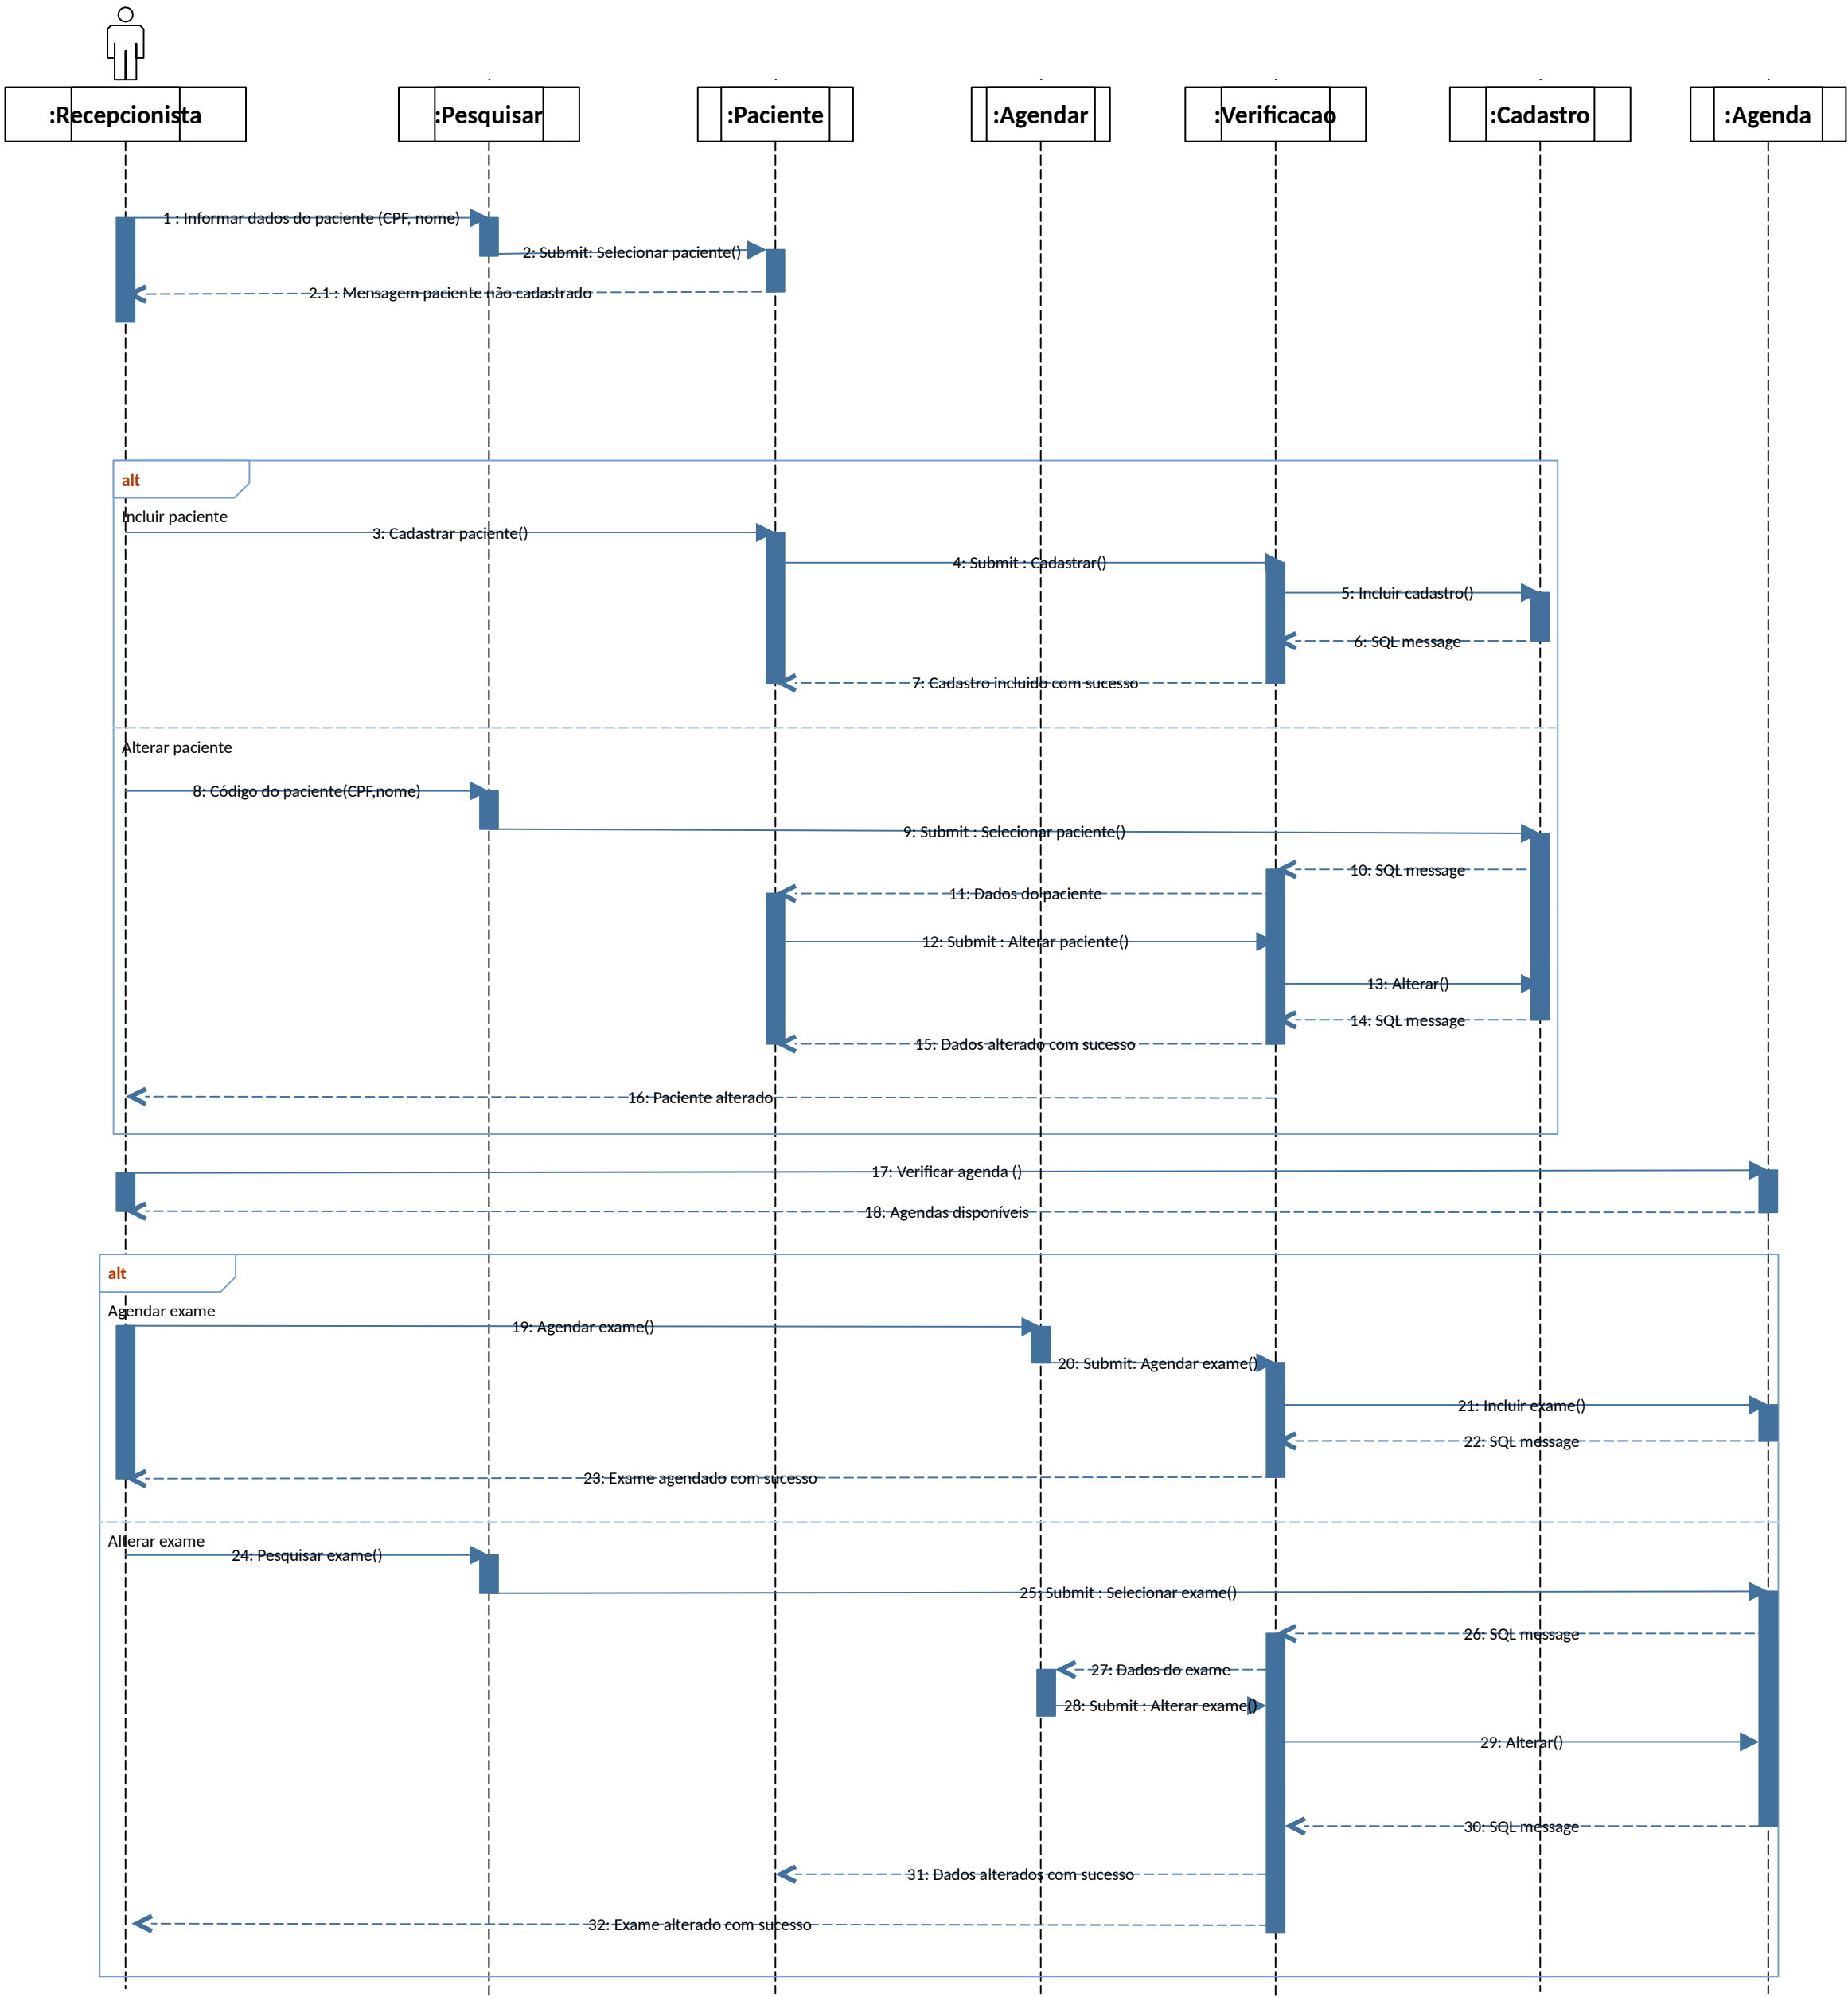 :Recepcionista
:Pesquisar
:Paciente
:Agendar
:Verificacao
:Cadastro
:Agenda
1 : Informar dados do paciente (CPF, nome)
2: Submit: Selecionar paciente()
2.1 : Mensagem paciente não cadastrado
alt
Incluir paciente
3: Cadastrar paciente()
4: Submit : Cadastrar()
5: Incluir cadastro()
6: SQL message
7: Cadastro incluido com sucesso
Alterar paciente
8: Código do paciente(CPF,nome)
9: Submit : Selecionar paciente()
10: SQL message
11: Dados do paciente
12: Submit : Alterar paciente()
13: Alterar()
14: SQL message
15: Dados alterado com sucesso
16: Paciente alterado
17: Verificar agenda ()
18: Agendas disponíveis
alt
Agendar exame
19: Agendar exame()
20: Submit: Agendar exame()
21: Incluir exame()
22: SQL message
23: Exame agendado com sucesso
Alterar exame
24: Pesquisar exame()
25: Submit : Selecionar exame()
26: SQL message
27: Dados do exame
28: Submit : Alterar exame()
29: Alterar()
30: SQL message
31: Dados alterados com sucesso
32: Exame alterado com sucesso